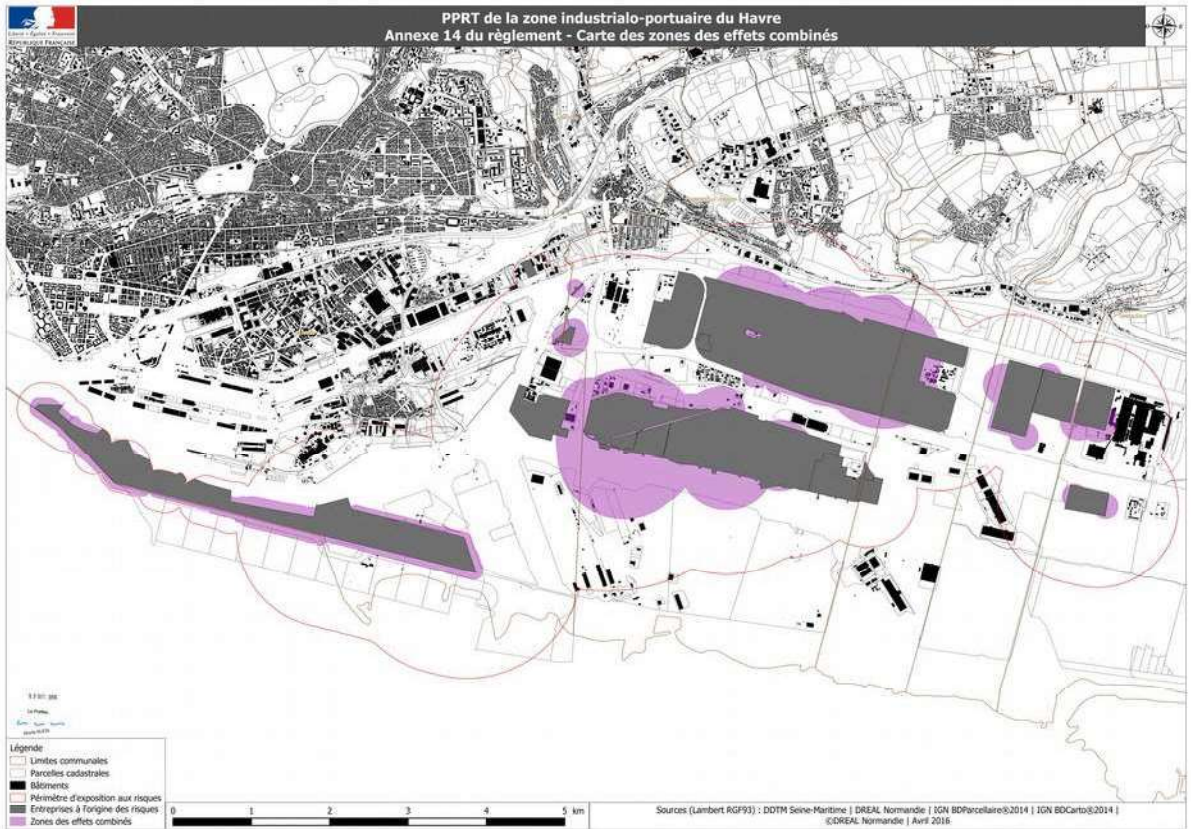 PPRT de la zone industrialo-portuaire du Havre
Annexe 14 du règlement - Carte des zones des effets combinés
Liberté • Égalité • Fraternité
RÉPUBLIQUE FRANÇAISE
Légende
Limites communales
Parcelles cadastrales
Bâtiments
Périmètre d'exposition aux risques
Entreprises à l'origine des risques
Zones des effets combinés
0 1 2 3 4 5 km
Sources (Lambert RGF93) : DDTM Seine-Maritime | DREAL Normandie | IGN BDParcellaire®2014 | IGN BDCarto®2014 |
©DREAL Normandie | Avril 2016